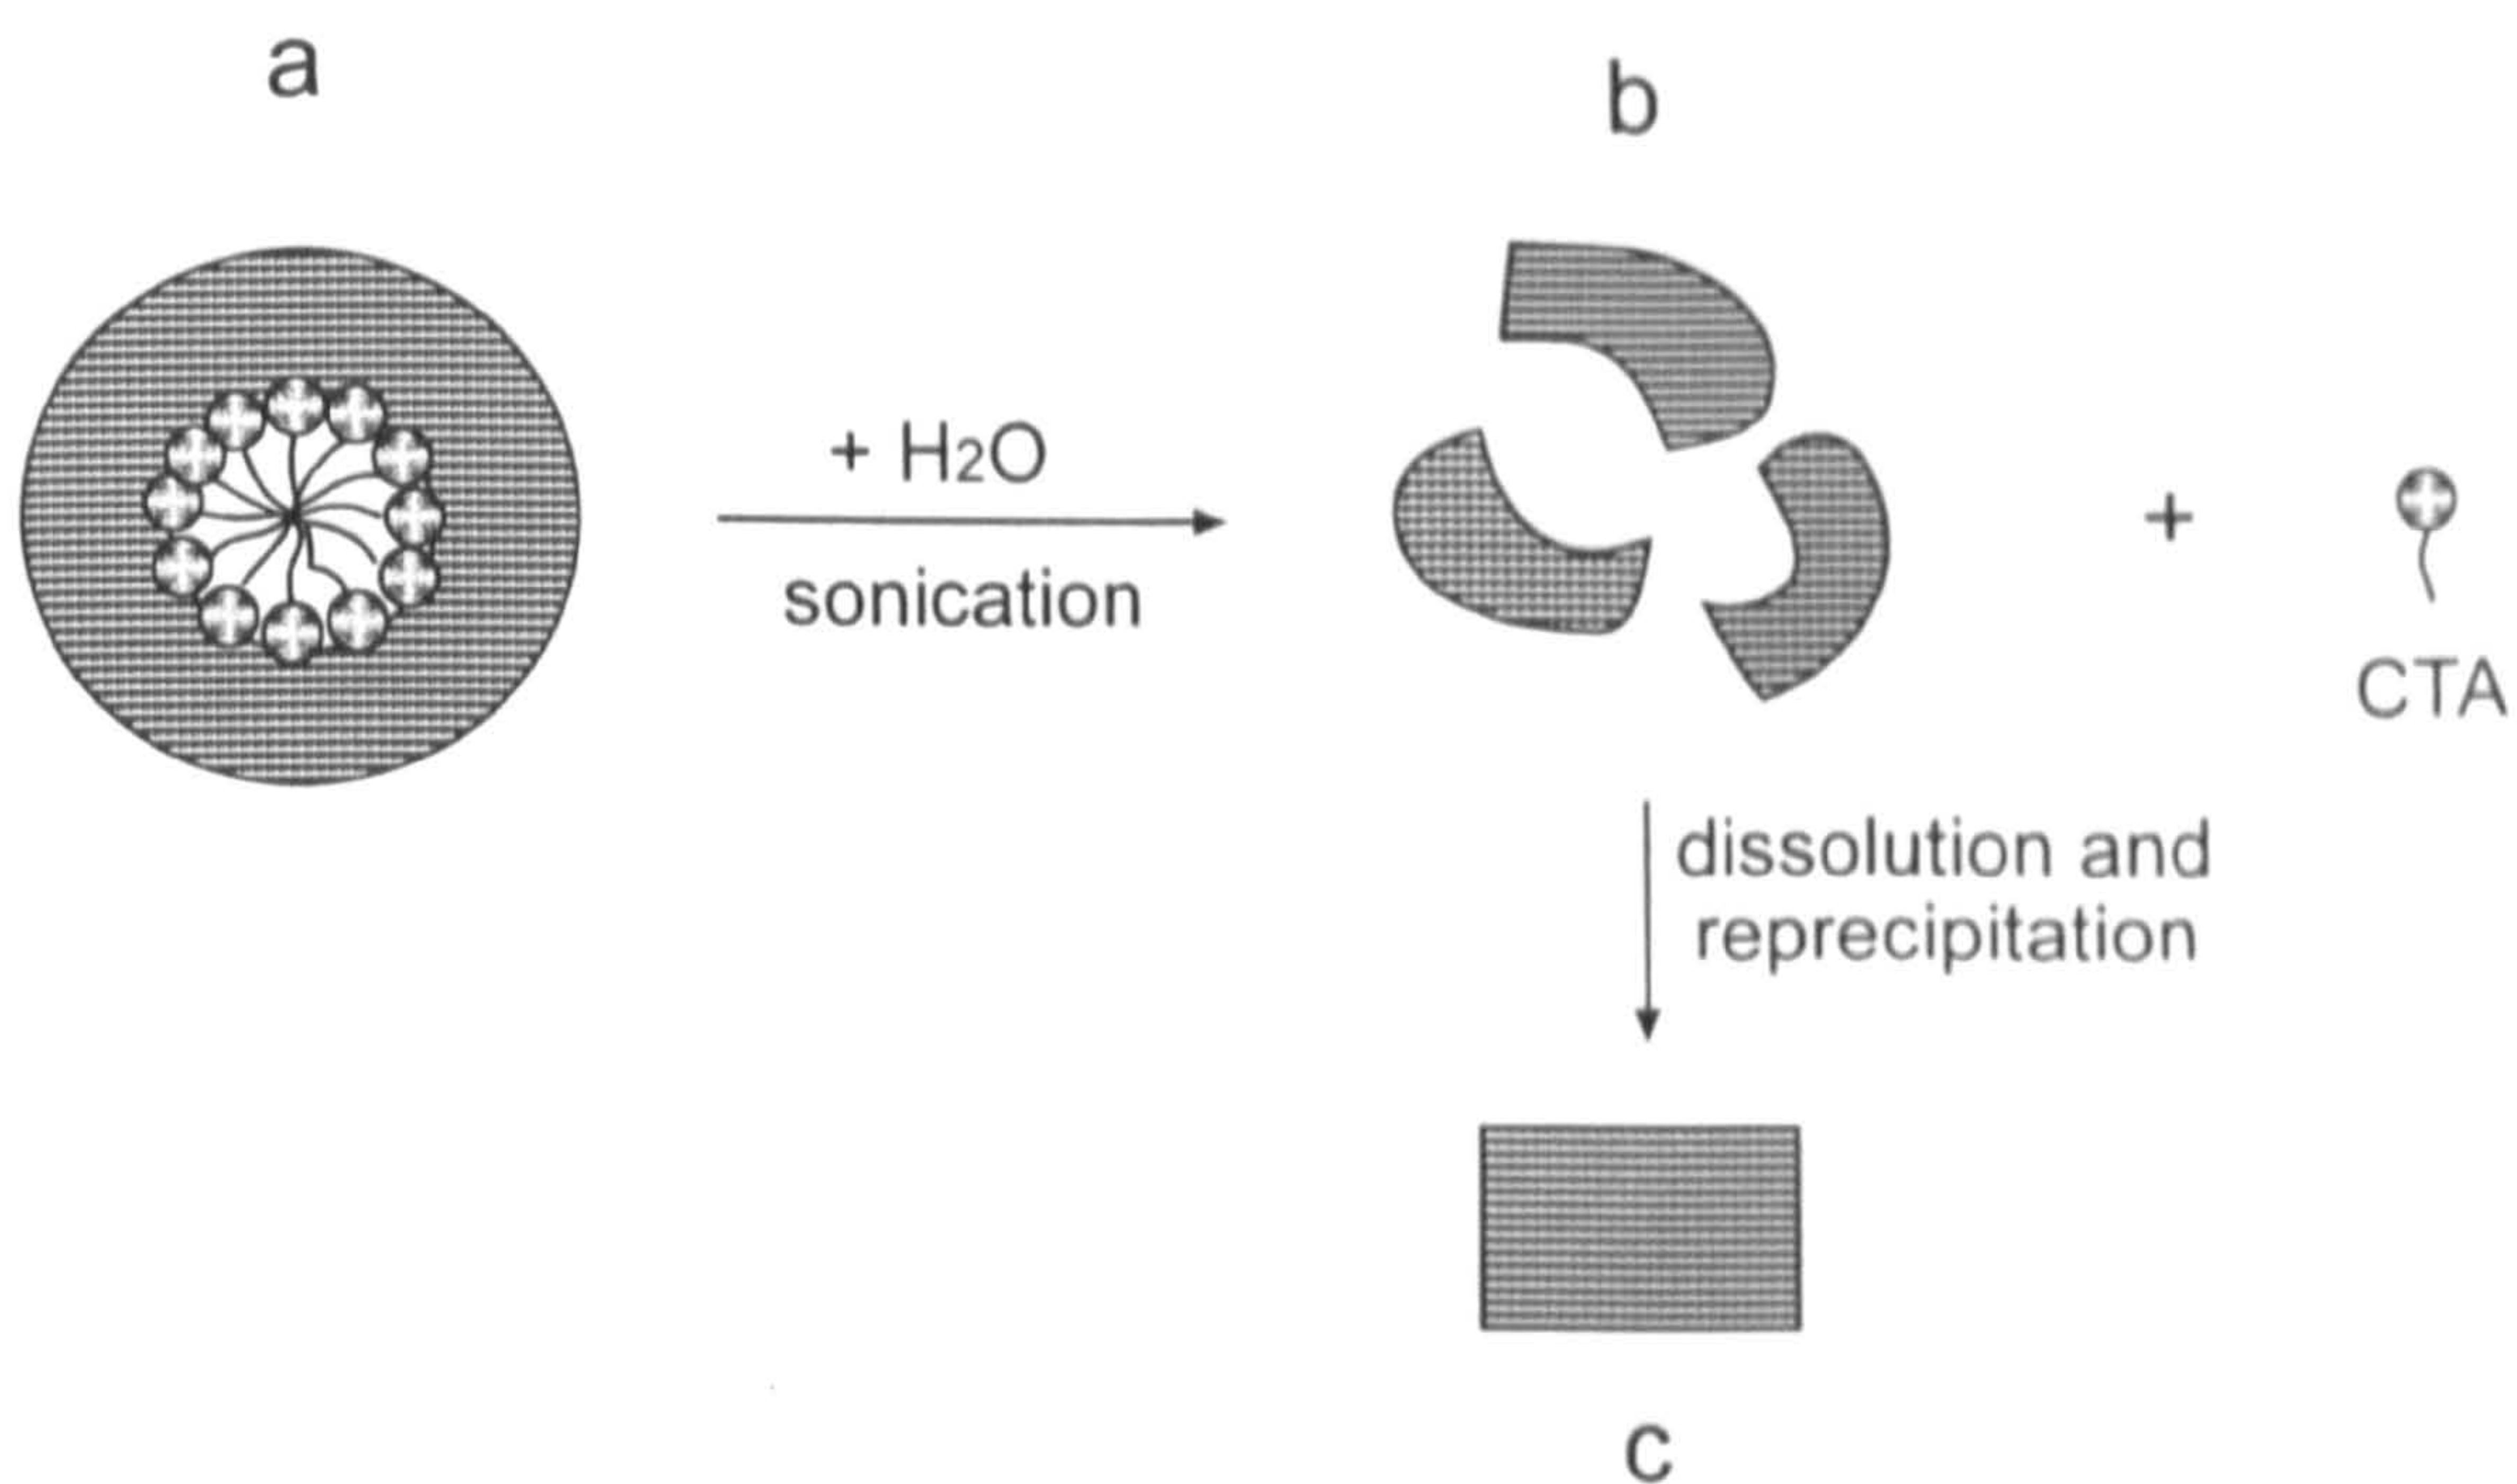 a
b
+ H2O
sonication
+
CTA
dissolution and
reprecipitation
c